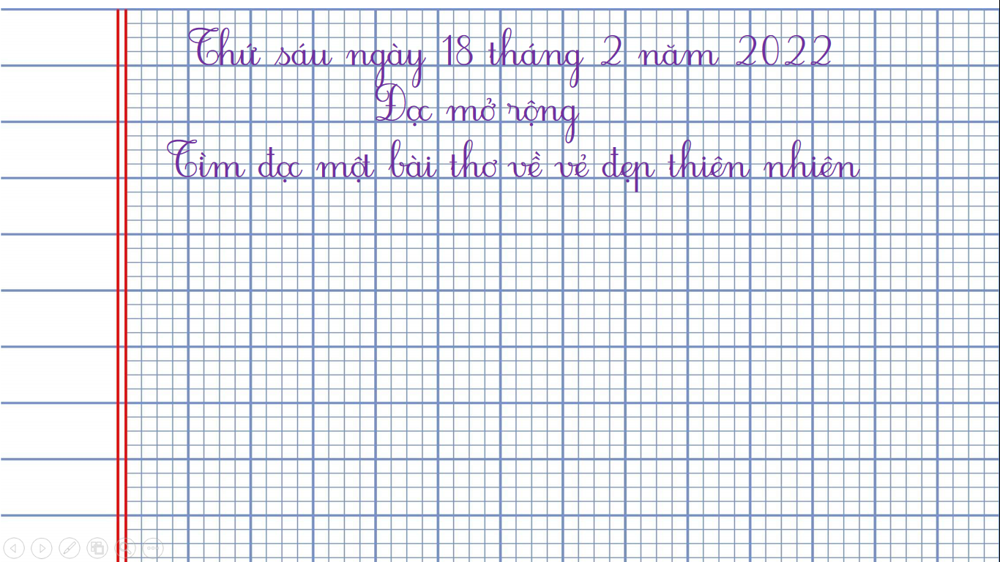 Thứ sáu ngày 18 tháng 2 năm 2022
Đọc mở rộng
Tìm đọc một bài thơ về vẻ đẹp thiên nhiên